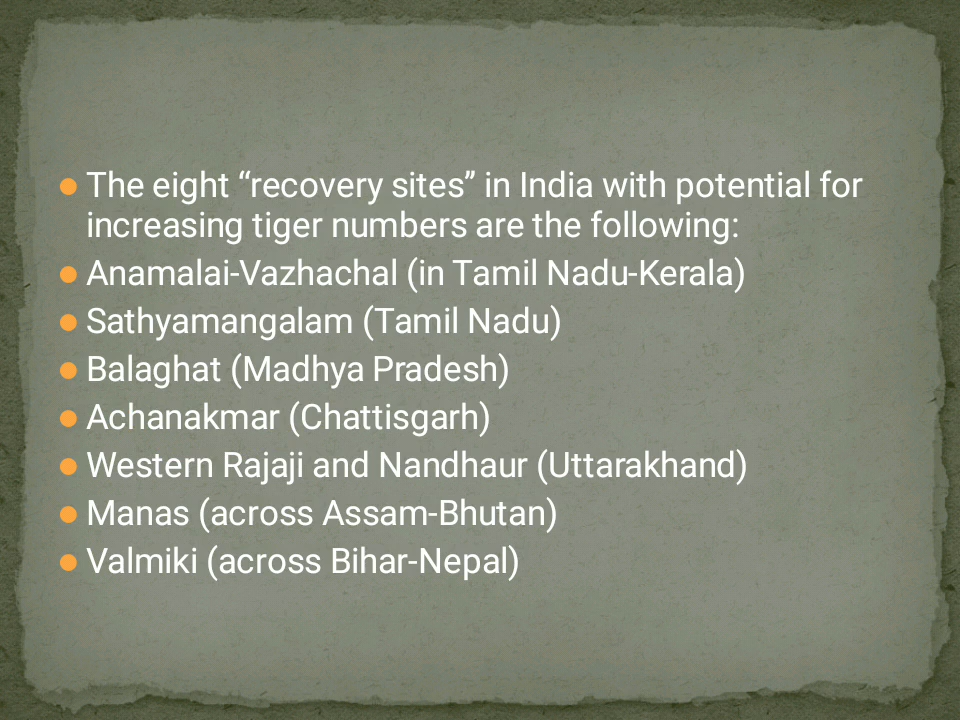 The eight “recovery sites” in India with potential for
increasing tiger numbers are the following:
Anamalai-Vazhachal (in Tamil Nadu-Kerala)
Sathyamangalam (Tamil Nadu)
Balaghat (Madhya Pradesh)
Achanakmar (Chattisgarh)
Western Rajaji and Nandhaur (Uttarakhand)
Manas (across Assam-Bhutan)
Valmiki (across Bihar-Nepal)